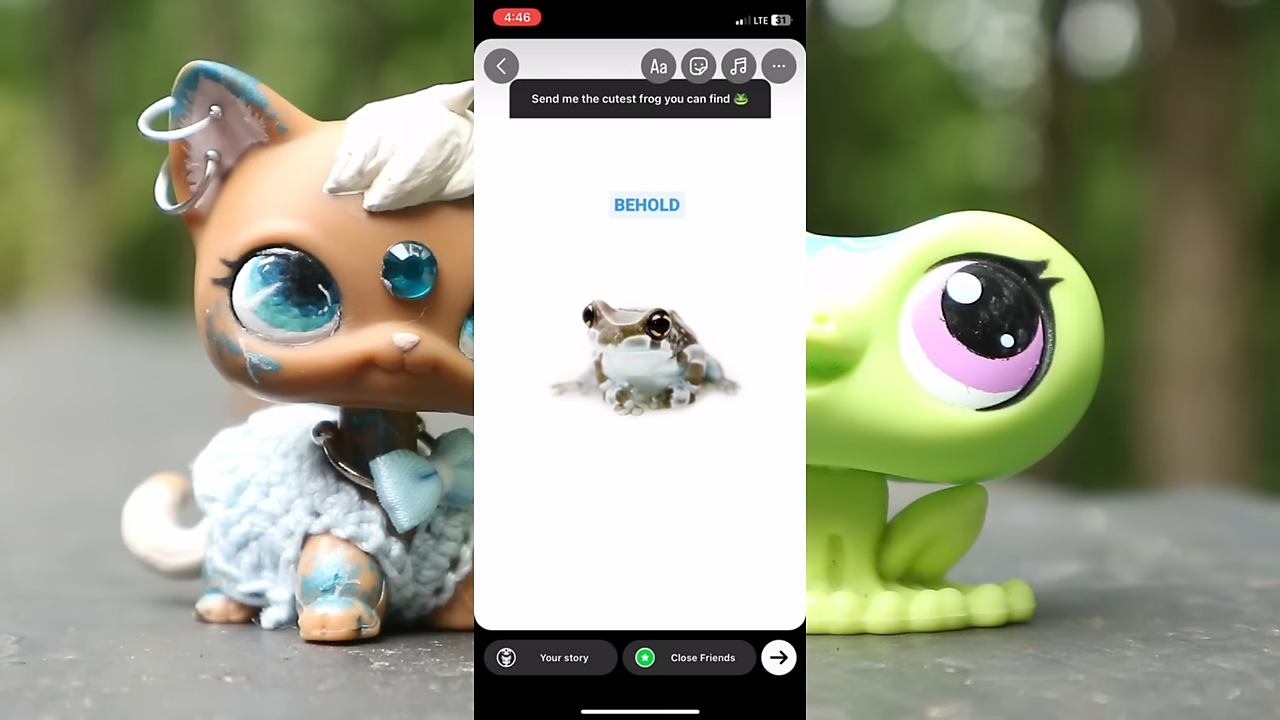 4:46
LTE
31
Aa
Send me the cutest frog you can find
BEHOLD
Your story
Close Friends